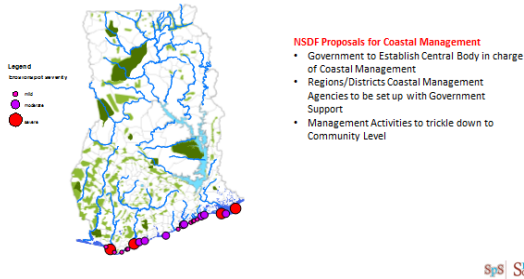 Legend
mild
moderate
severe
NSDF Proposals for Coastal Management
• Government to Establish Central Body in charge
of Coastal Management
• Regions/Districts Coastal Management
Agencies to be set up with Government
Support
• Management Activities to trickle down to
Community Level
SpS